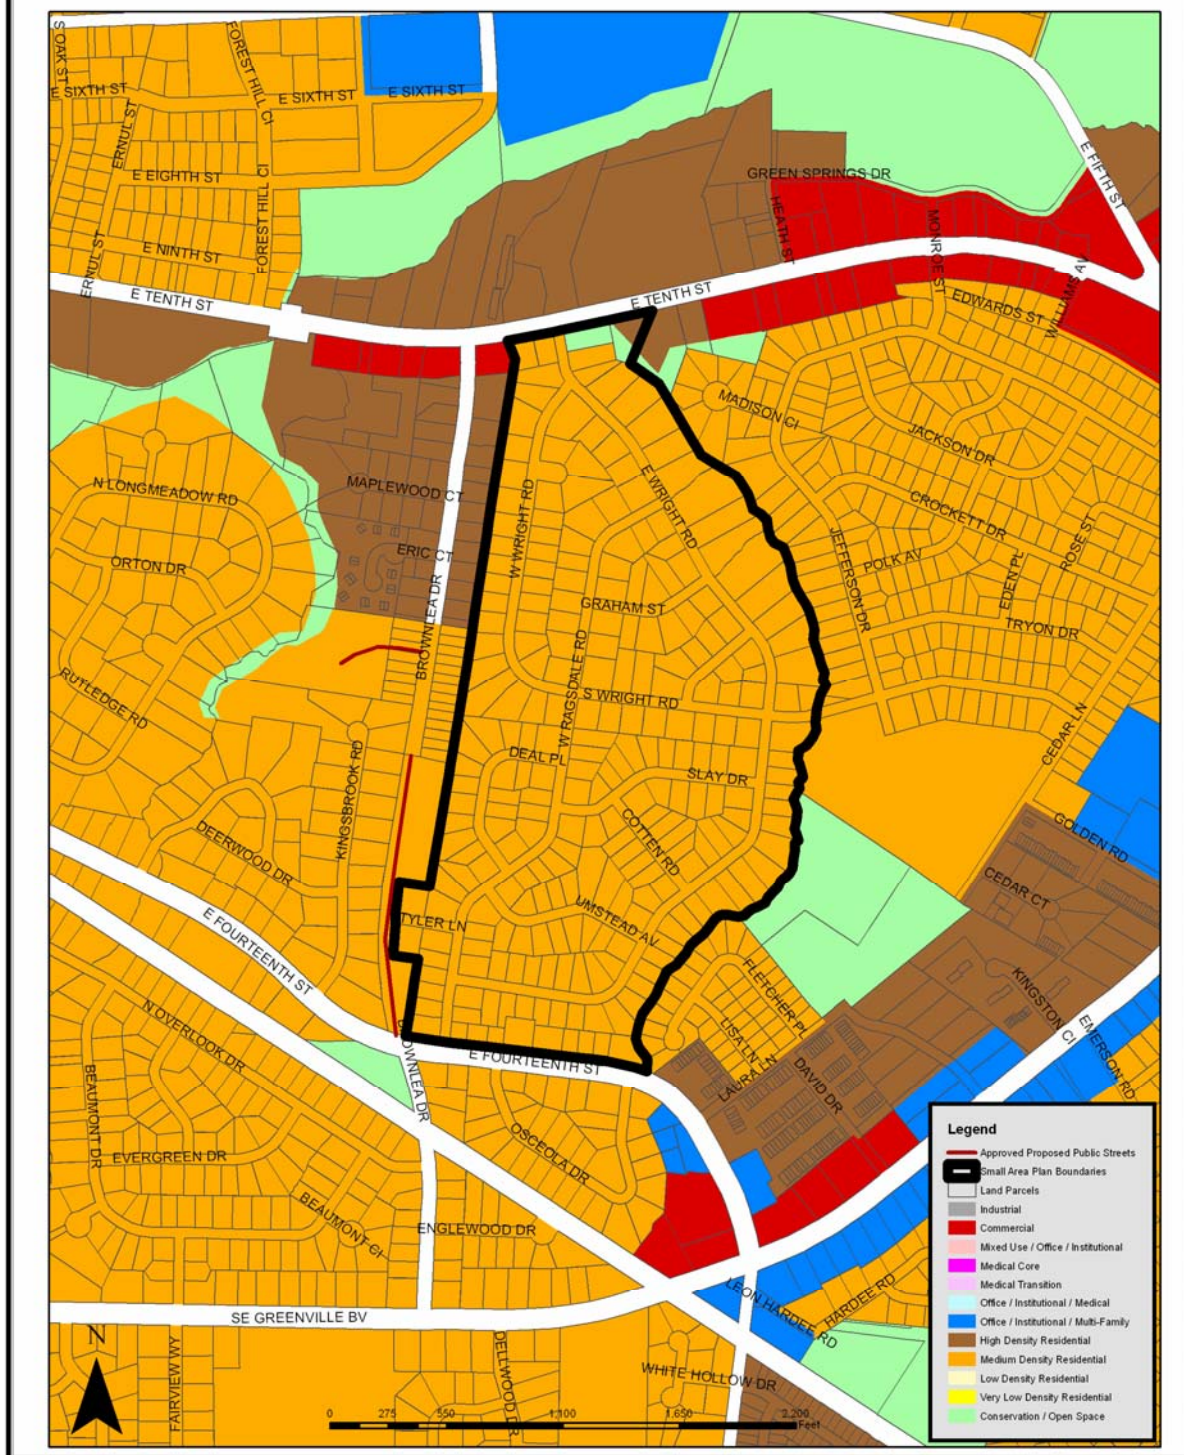 S OAK ST
FOREST HILL CI
E SIXTH ST
E SIXTH ST
E SIXTH ST
ERNUL ST
E EIGHTH ST
FOREST HILL CI
E NINTH ST
ERNUL ST
E TENTH ST
E FIFTH ST
GREEN SPRINGS DR
HEATH ST
MONROE ST
WILLIAMS AV
E TENTH ST
EDWARDS ST
MADISON CI
JACKSON DR
N LONGMEADOW RD
MAPLEWOOD CT
E WRIGHT RD
W WRIGHT RD
CROCKETT DR
ROSE ST
ORTON DR
ERIC CT
JEFFERSON DR
POLK AV
EDEN PL
BROWNLEA DR
GRAHAM ST
TRYON DR
RUTLEDGE RD
W RAGSDALE RD
S WRIGHT RD
CEDAR LN
KINGSBROOK RD
DEAL PL
SLAY DR
COTTEN RD
GOLDEN RD
DEERWOOD DR
CEDAR CT
TYLER LN
UMSTEAD AV
E FOURTEENTH ST
FLETCHER PL
KINGSTON CI
N OVERLOOK DR
BROWNLEA DR
E FOURTEENTH ST
LISA LN
LAURA LN
DAVID DR
EMERSON RD
BEAUMONT DR
OSCEOLA DR
EVERGREEN DR
BEAUMONT CI
ENGLEWOOD DR
LEON HARDEE RD
HARDEE RD
SE GREENVILLE BV
FAIRVIEW WY
DELLWOOD DR
WHITE HOLLOW DR
N
0 275 550 1,100 1,650 2,200
Feet
Legend
Approved Proposed Public Streets
Small Area Plan Boundaries
Land Parcels
Industrial
Commercial
Mixed Use / Office / Institutional
Medical Core
Medical Transition
Office / Institutional / Medical
Office / Institutional / Multi-Family
High Density Residential
Medium Density Residential
Low Density Residential
Very Low Density Residential
Conservation / Open Space